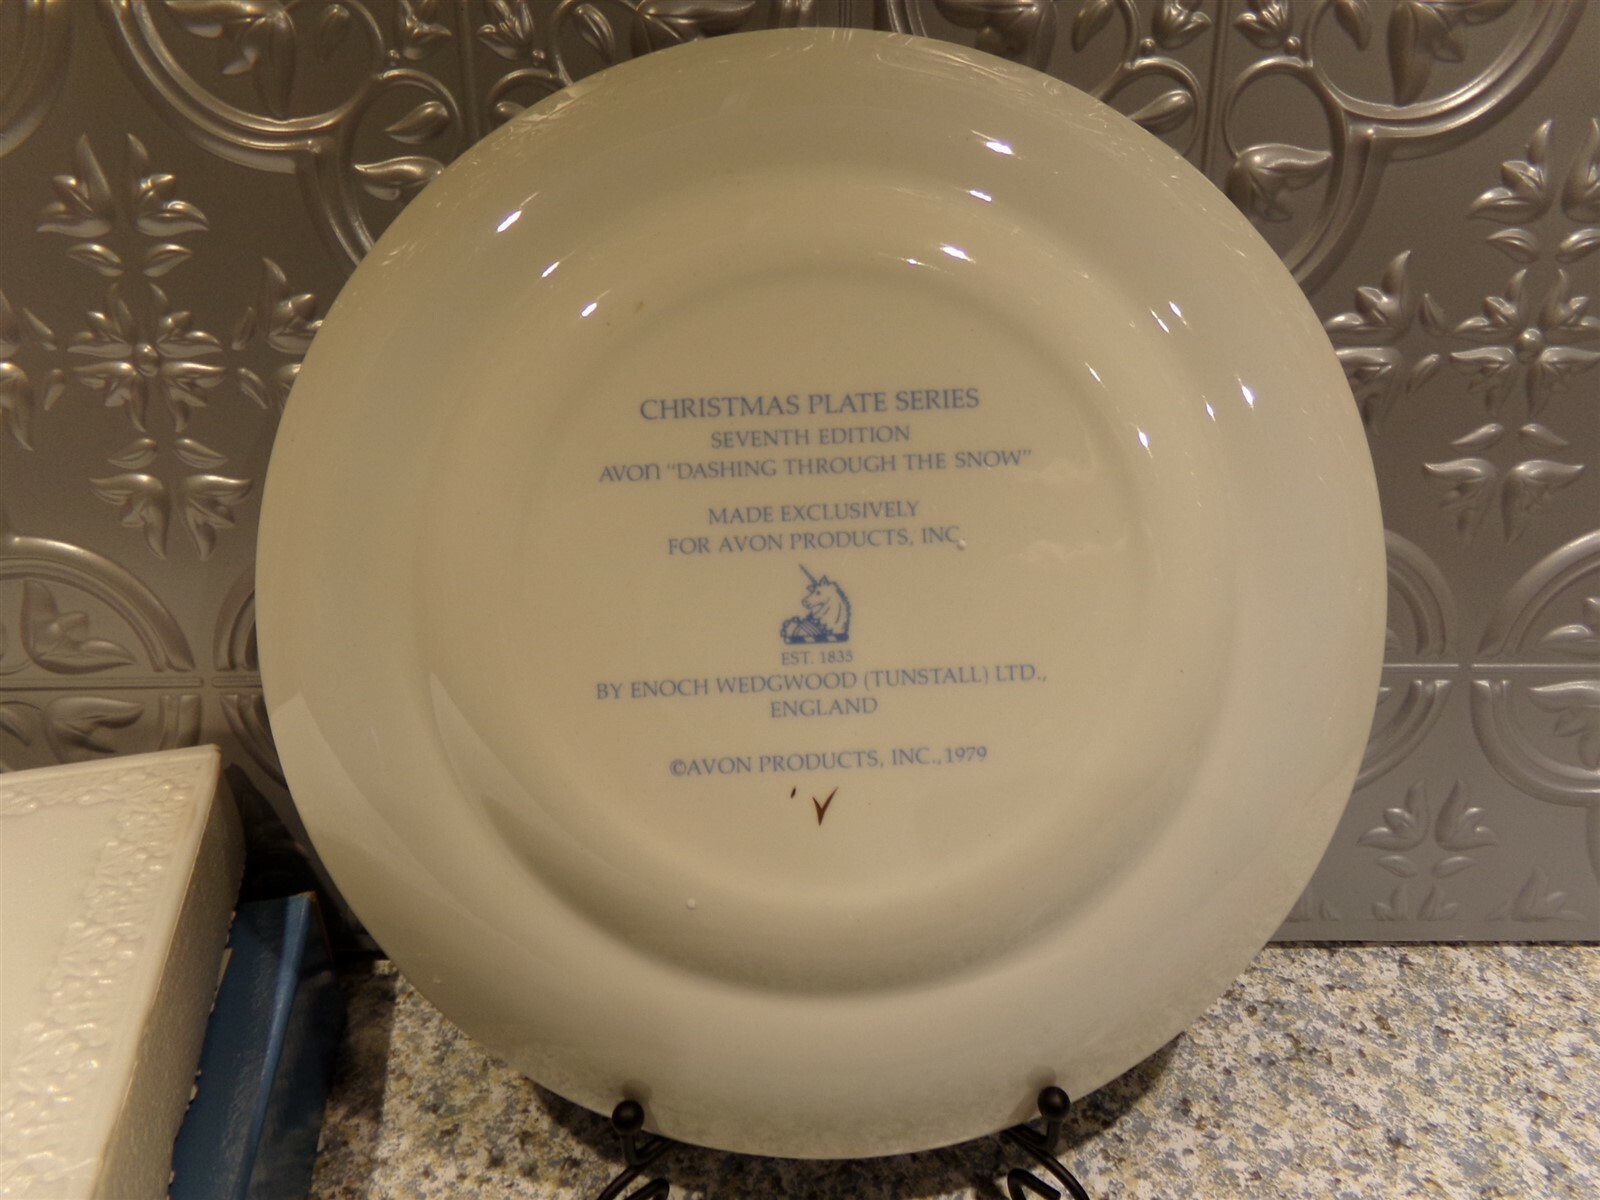 CHRISTMAS PLATE SERIES
SEVENTH EDITION
AVON "DASHING THROUGH THE SNOW"
MADE EXCLUSIVELY
FOR AVON PRODUCTS, INC.
EST. 1835
BY ENOCH WEDGWOOD (TUNSTALL) LTD.,
ENGLAND
©AVON PRODUCTS, INC., 1979